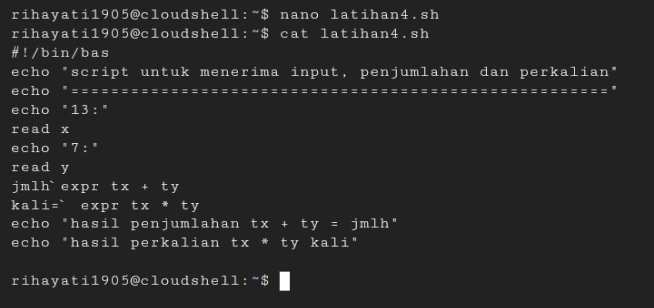 rihayati1905@cloudshell:~$ nano latihan4.sh
rihayati1905@cloudshell:~$ cat latihan4.sh
#!/bin/bas
echo "script untuk menerima input, penjumlahan dan perkalian"
echo "======================================================"
echo "13:"
read x
echo "7:"
read y
jmlh`expr tx + ty
kali=` expr tx * ty
echo "hasil penjumlahan tx + ty = jmlh"
echo "hasil perkalian tx * ty kali"
rihayati1905@cloudshell:~$